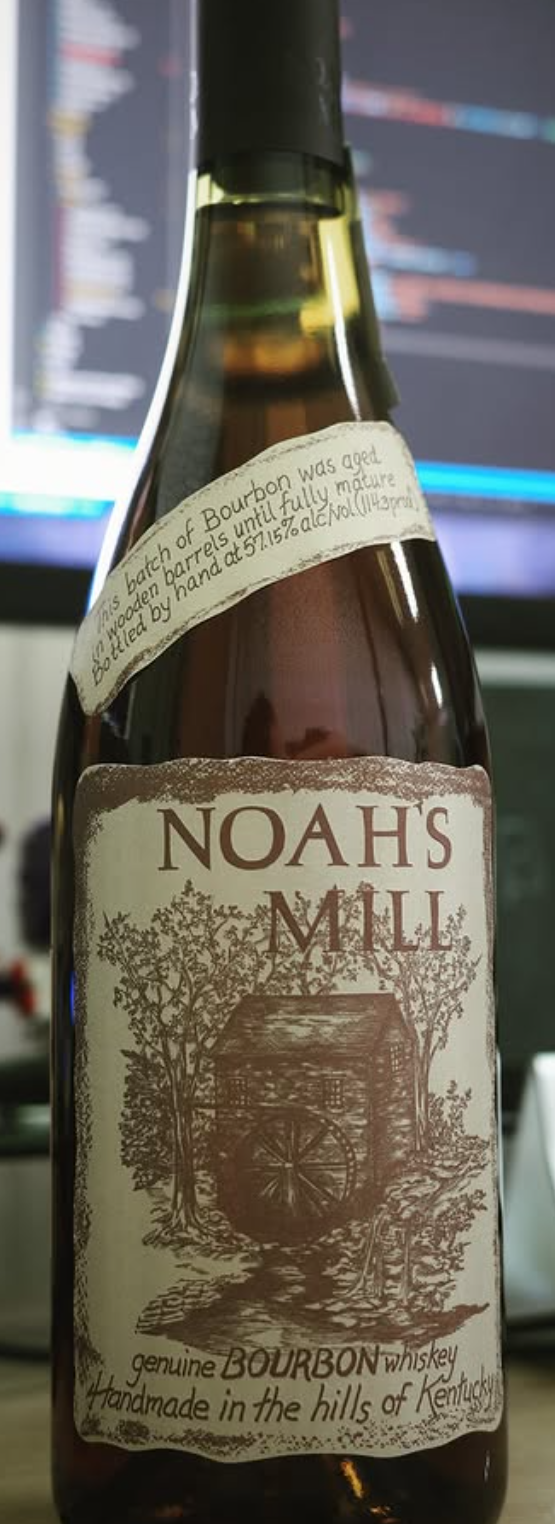 This batch of Bourbon was aged
in wooden barrels until fully mature
Bottled by hand at 57.15% alc/vol (114.3 proof)
NOAH'S
MILL
genuine BOURBON whiskey
Handmade in the hills of Kentucky